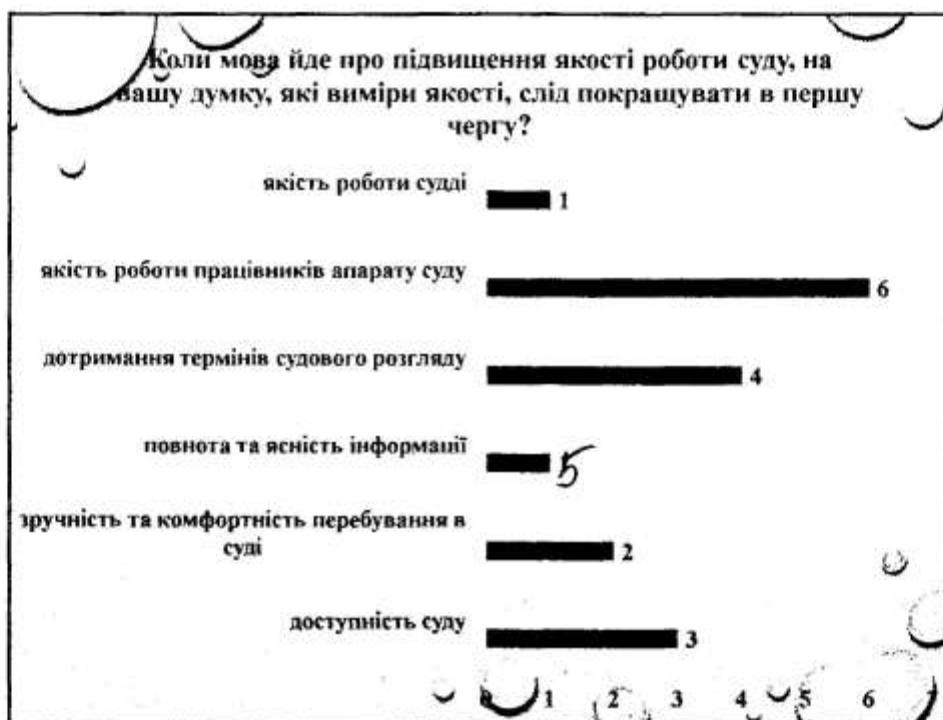 Коли мова йде про підвищення якості роботи суду, на
вашу думку, які виміри якості, слід покращувати в першу
чергу?
якість роботи судді
1
якість роботи працівників апарату суду
6
дотримання термінів судового розгляду
4
повнота та ясність інформації
5
зручність та комфортність перебування в
суді
2
доступність суду
3
0 1 2 3 4 5 6 7